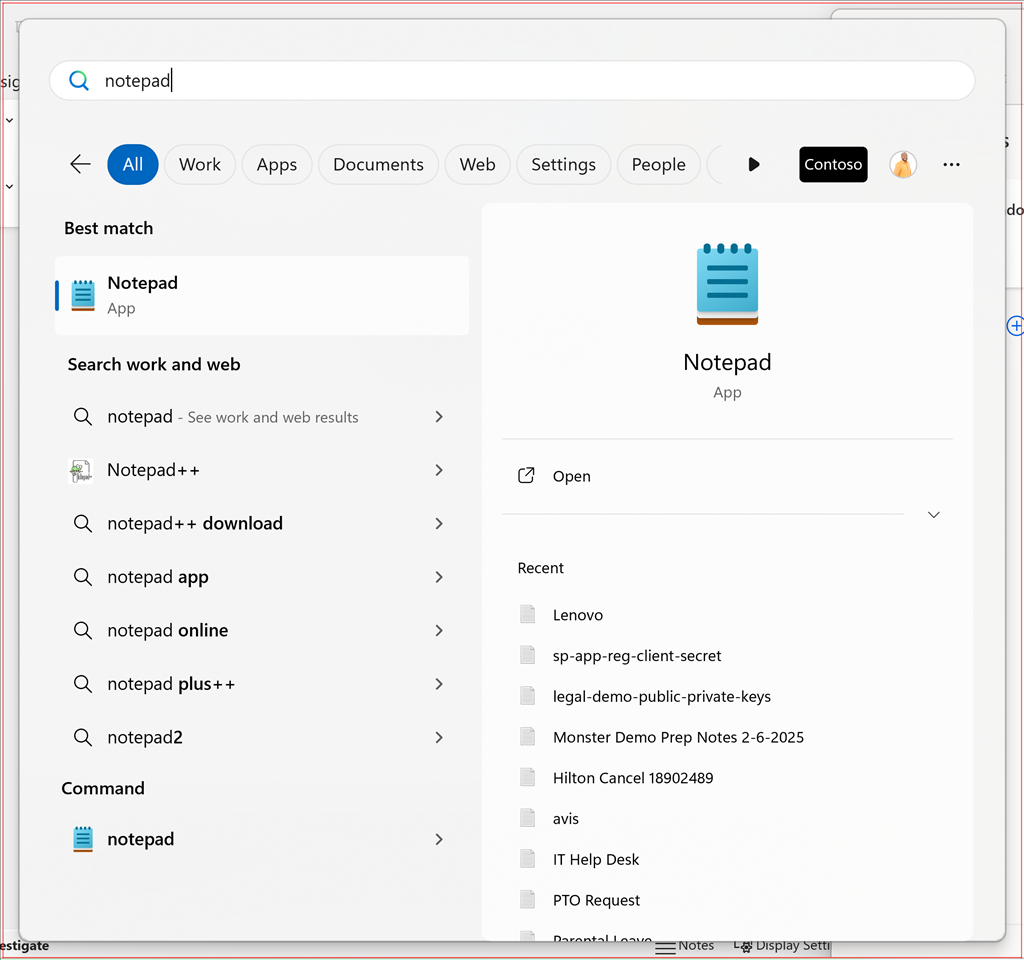 notepad
All
Work
Apps
Documents
Web
Settings
People
Contoso
Best match
Notepad
App
Search work and web
notepad - See work and web results
Notepad++
notepad++ download
notepad app
notepad online
notepad plus++
notepad2
Command
notepad
Notepad
App
Open
Recent
Lenovo
sp-app-reg-client-secret
legal-demo-public-private-keys
Monster Demo Prep Notes 2-6-2025
Hilton Cancel 18902489
avis
IT Help Desk
PTO Request
Parental Leave
estigate
Notes
Display Setti